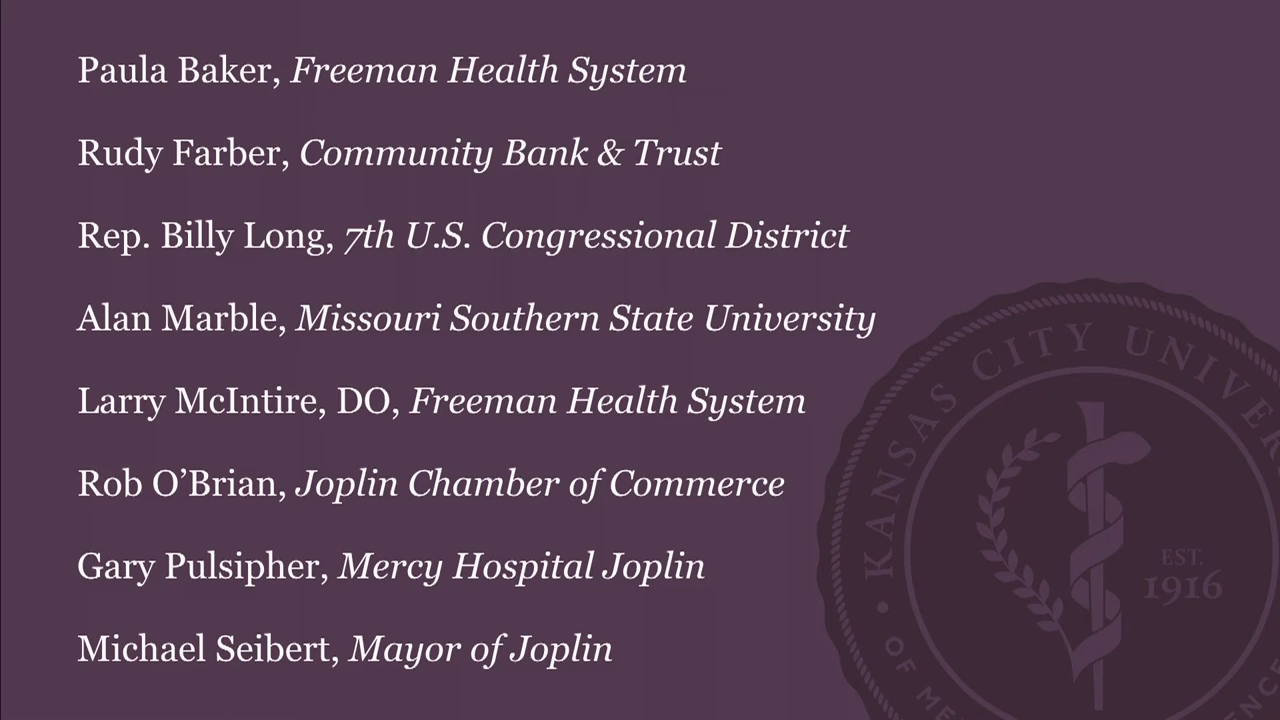 Paula Baker, Freeman Health System
Rudy Farber, Community Bank & Trust
Rep. Billy Long, 7th U.S. Congressional District
Alan Marble, Missouri Southern State University
Larry McIntire, DO, Freeman Health System
Rob O’Brian, Joplin Chamber of Commerce
Gary Pulsipher, Mercy Hospital Joplin
Michael Seibert, Mayor of Joplin
KANSAS CITY
EST.
1916
OF